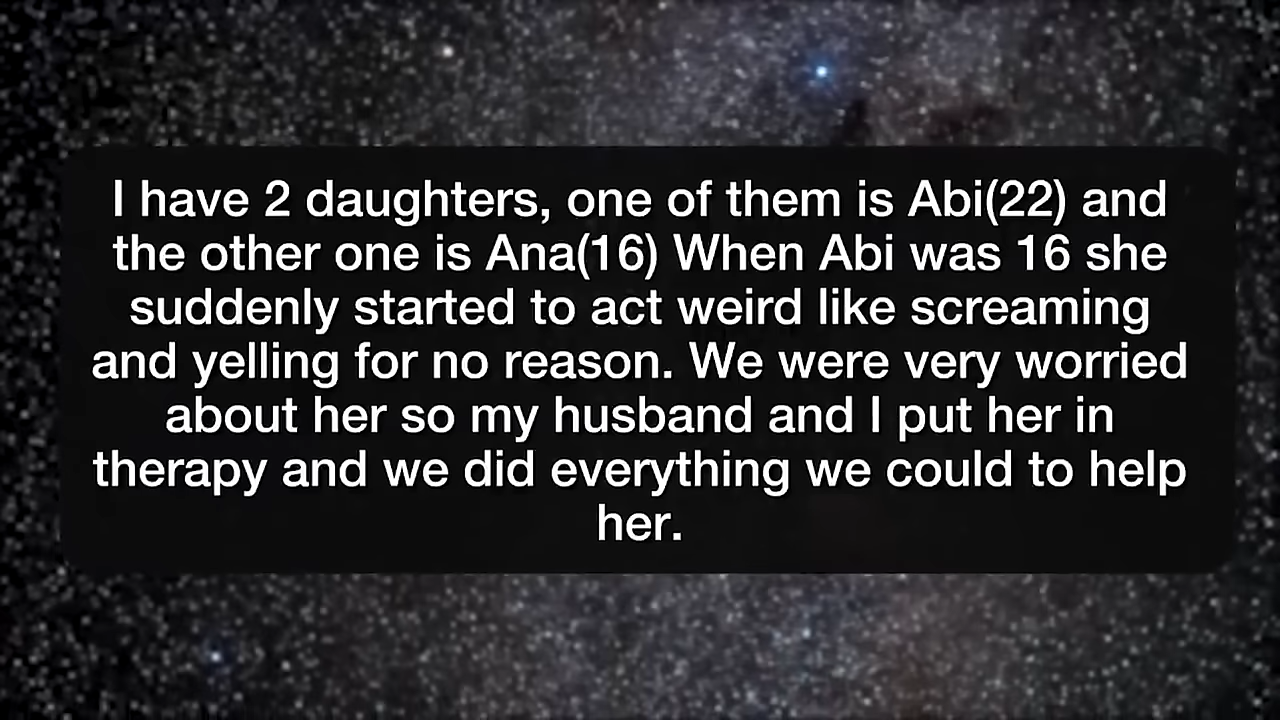 I have 2 daughters, one of them is Abi(22) and
the other one is Ana(16) When Abi was 16 she
suddenly started to act weird like screaming
and yelling for no reason. We were very worried
about her so my husband and I put her in
therapy and we did everything we could to help
her.